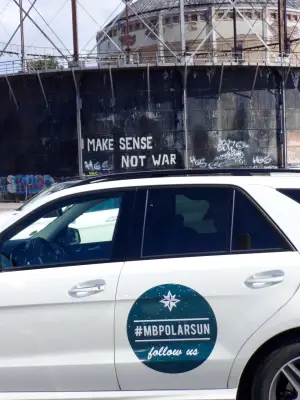 MAKE SENSE
NOT WAR
#MBPOLARSUN
follow us